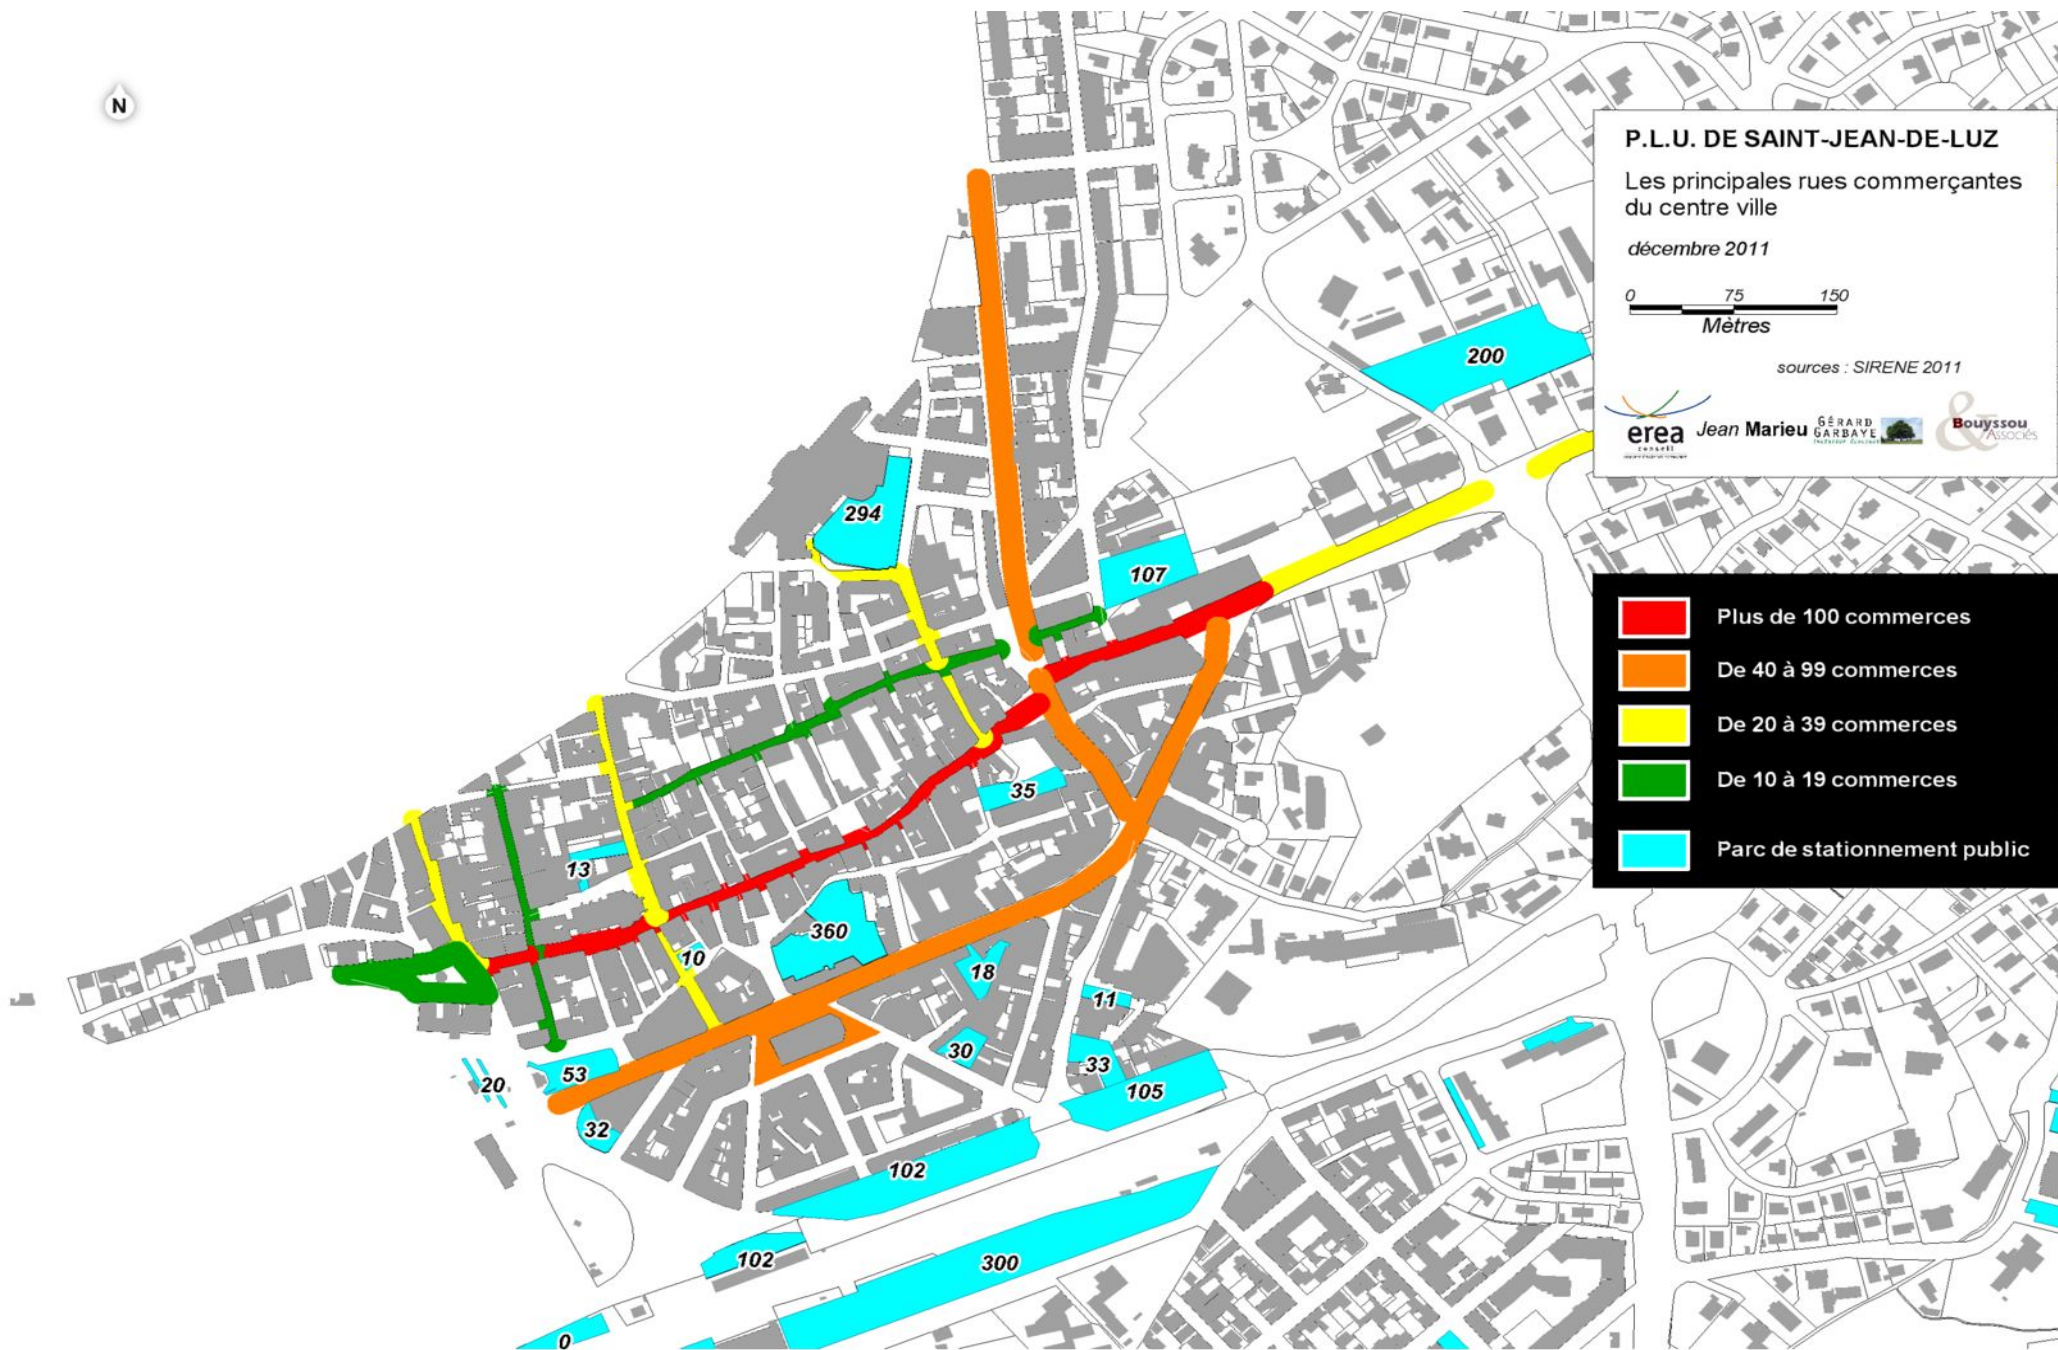 N
P.L.U. DE SAINT-JEAN-DE-LUZ
Les principales rues commerçantes
du centre ville
décembre 2011
0 75 150
Mètres
sources : SIRENE 2011
erea
conseil
Jean Marieu
GÉRARD
GARBAYE
&
Bouyssou
Associés
200
294
107
Plus de 100 commerces
De 40 à 99 commerces
De 20 à 39 commerces
De 10 à 19 commerces
Parc de stationnement public
35
13
360
10
18
11
30
33
53
20
105
32
102
102
300
0